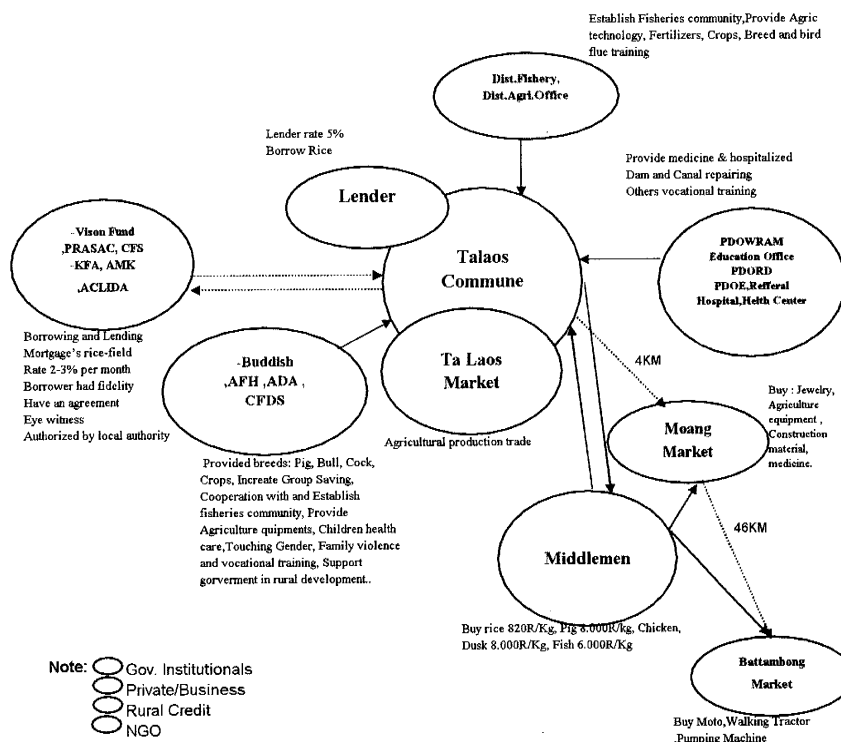 Establish Fisheries community,Provide Agric
technology, Fertilizers, Crops, Breed and bird
flue training
Dist.Fishery,
Dist.Agri.Office
Lender rate 5%
Borrow Rice
Lender
Provide medicine & hospitalized
Dam and Canal repairing
Others vocational training
-Vison Fund
,PRASAC, CFS
-KFA, AMK
,ACLIDA
Talaos
Commune
PDOWRAM
Education Office
PDORD
PDOE,Refferal
Hospital,Helth Center
Borrowing and Lending
Mortgage's rice-field
Rate 2-3% per month
Borrower had fidelity
Have an agreement
Eye witness
Authorized by local authority
-Buddish
,AFH ,ADA ,
CFDS
Ta Laos
Market
4KM
Agricultural production trade
Moang
Market
Buy : Jewelry,
Agriculture
equipment ,
Construction
material,
medicine.
Provided breeds: Pig, Bull, Cock,
Crops, Increate Group Saving,
Cooperation with and Establish
fisheries community, Provide
Agriculture quipments, Children health
care,Touching Gender, Family violence
and vocational training, Support
gorverment in rural development..
46KM
Middlemen
Buy rice 820R/Kg, Pig 8.000R/kg, Chicken,
Dusk 8.000R/Kg, Fish 6.000R/Kg
Battambong
Market
Buy Moto,Walking Tractor
,Pumping Machine
Note:
Gov. Institutionals
Private/Business
Rural Credit
NGO